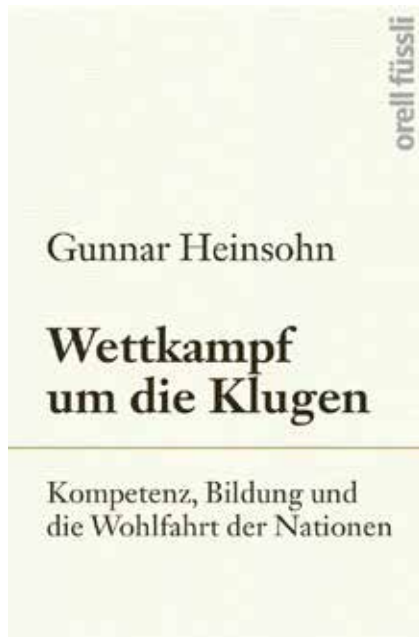 orell füssli
Gunnar Heinsohn
Wettkampf
um die Klugen
Kompetenz, Bildung und
die Wohlfahrt der Nationen